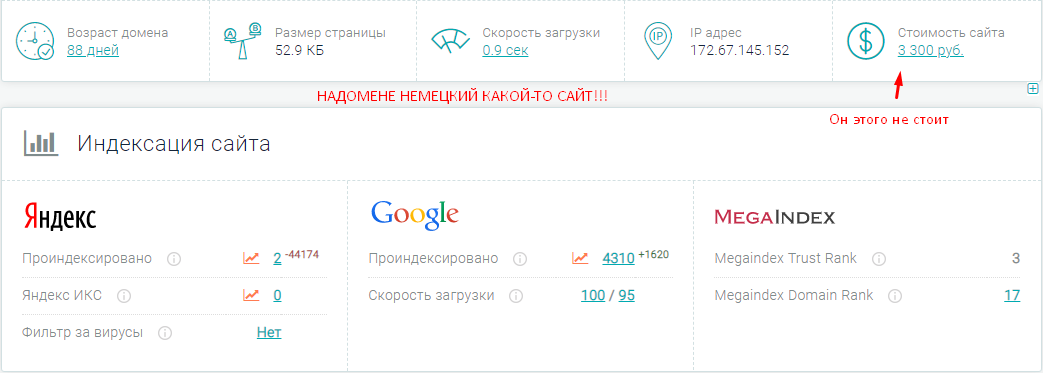 Возраст домена
88 дней
Размер страницы
52.9 КБ
Скорость загрузки
0.9 сек
IP
IP адрес
172.67.145.152
Стоимость сайта
3 300 руб.
НАДОМЕНЕ НЕМЕЦКИЙ КАКОЙ-ТО САЙТ!!!
Он этого не стоит
Индексация сайта
Яндекс
Проиндексировано 2 -44174
Яндекс ИКС 0
Фильтр за вирусы Нет
Google
Проиндексировано 4310 +1620
Скорость загрузки 100 / 95
MEGAINDEX
Megaindex Trust Rank 3
Megaindex Domain Rank 17